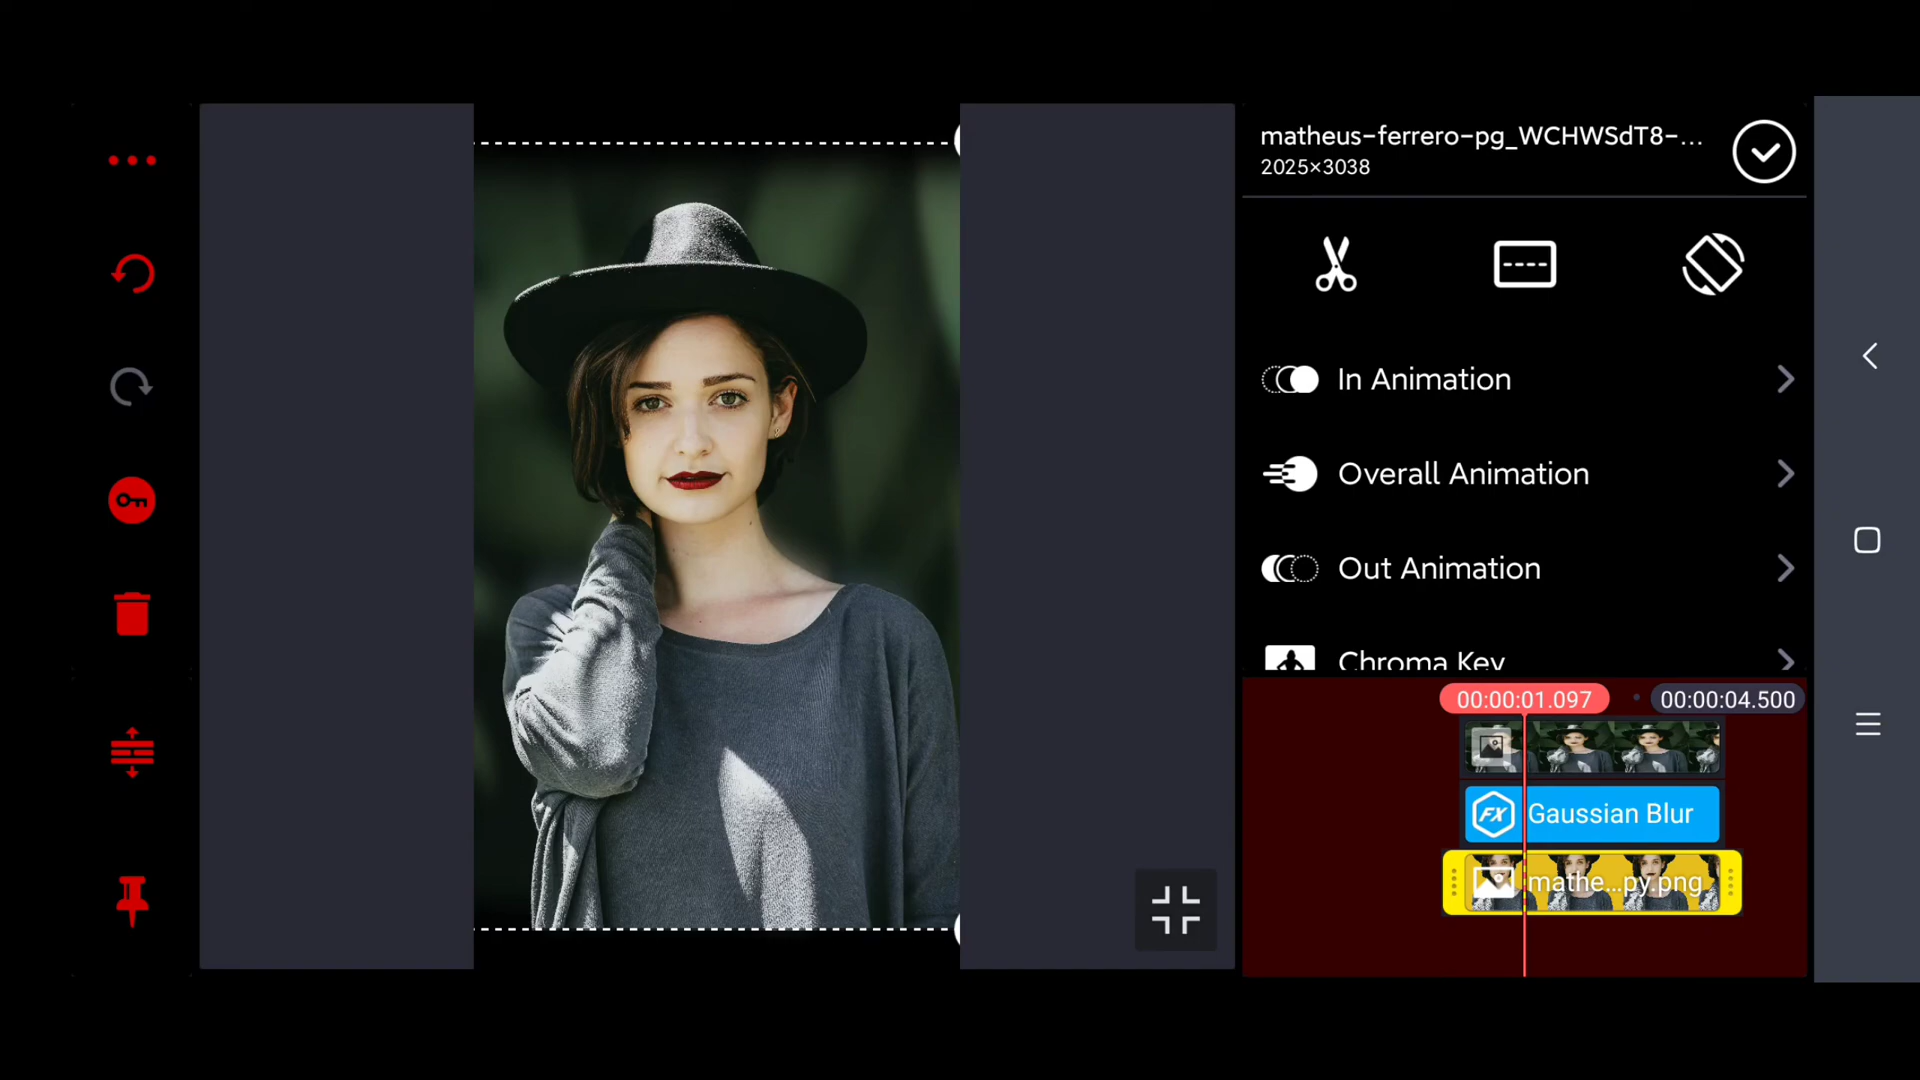 matheus-ferrero-pg_WCHWSdT8-...
2025×3038
In Animation
Overall Animation
Out Animation
Chroma Key
00:00:01.097
00:00:04.500
FX Gaussian Blur
mathe...py.png